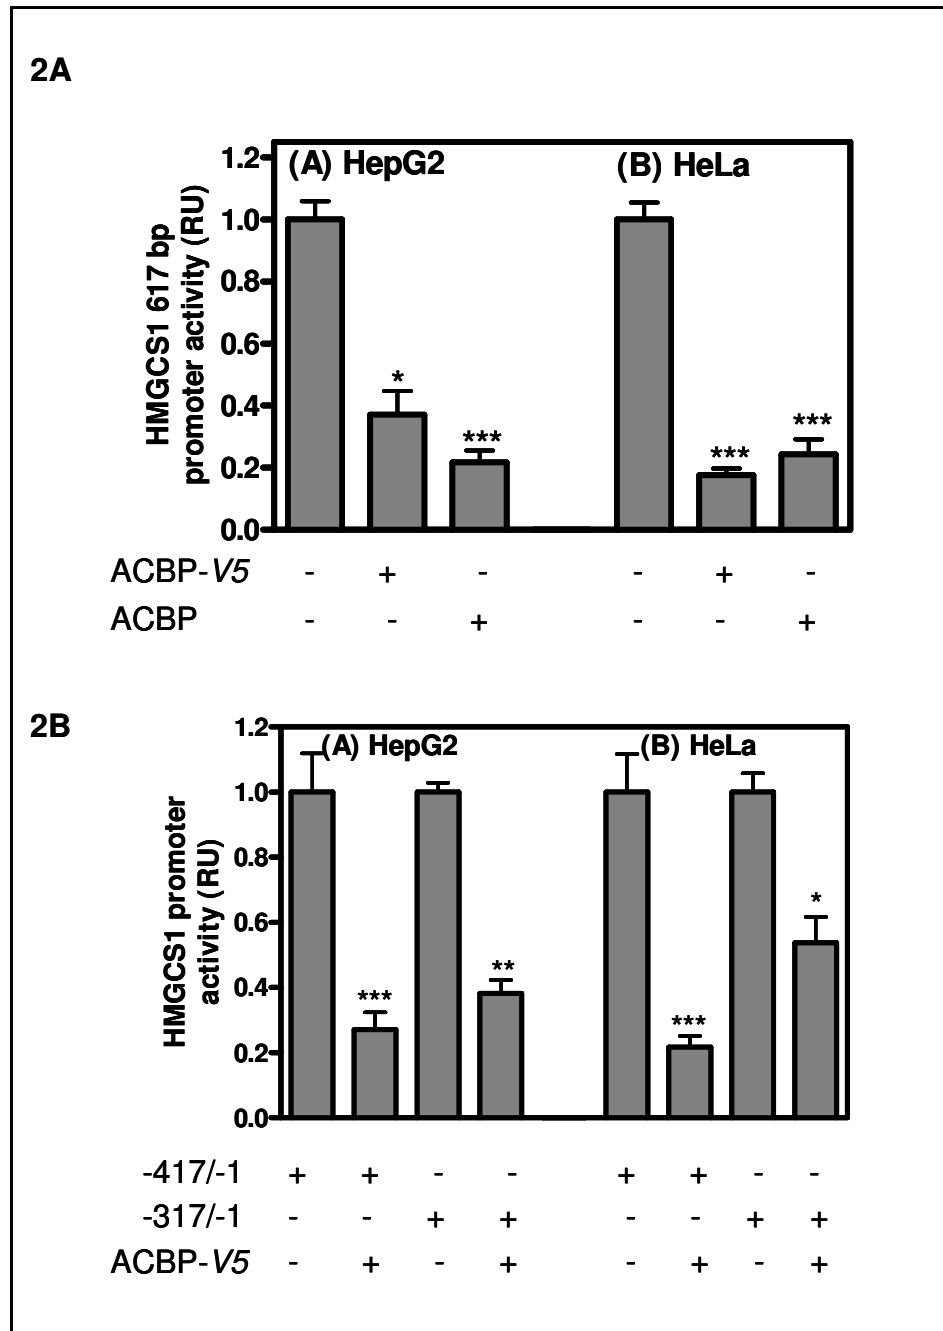 2A
(A) HepG2 (B) HeLa
HMGCS1 617 bp
promoter activity (RU)
1.2
1.0
0.8
0.6
0.4
0.2
0.0
* *** *** ***
ACBP-V5 - + - - + -
ACBP - - + - - +
2B
(A) HepG2 (B) HeLa
HMGCS1 promoter
activity (RU)
1.2
1.0
0.8
0.6
0.4
0.2
0.0
*** ** *** *
-417/-1 + + - - + + - -
-317/-1 - - + + - - + +
ACBP-V5 - + - + - + - +